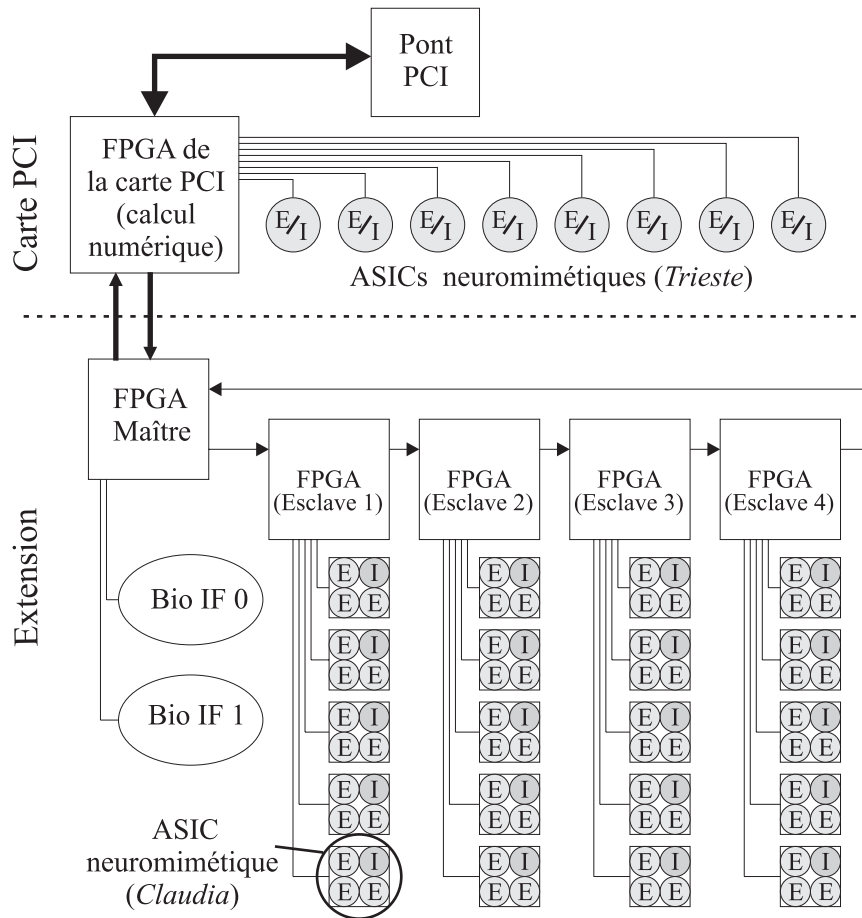 Pont
PCI
Carte PCI
FPGA de
la carte PCI
(calcul
numérique)
E/I E/I E/I E/I E/I E/I E/I E/I
ASICs neuromimétiques (Trieste)
Extension
FPGA
Maître
FPGA
(Esclave 1)
FPGA
(Esclave 2)
FPGA
(Esclave 3)
FPGA
(Esclave 4)
Bio IF 0
Bio IF 1
E I E I E I E I
E E E E E E E E
E I E I E I E I
E E E E E E E E
E I E I E I E I
E E E E E E E E
E I E I E I E I
E E E E E E E E
E I E I E I E I
E E E E E E E E
ASIC
neuromimétique
(Claudia)